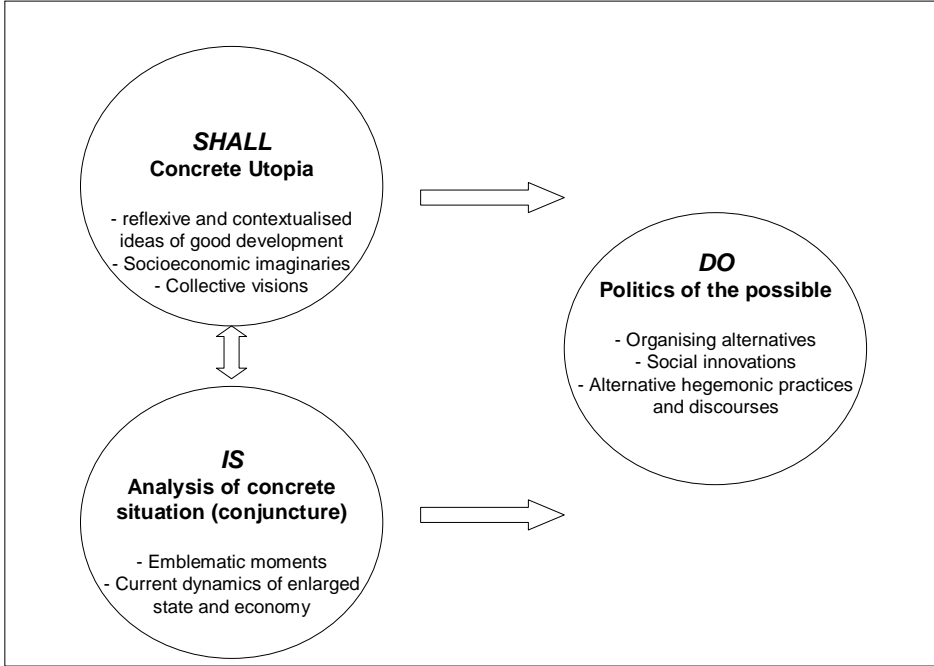 SHALL
Concrete Utopia
- reflexive and contextualised
ideas of good development
- Socioeconomic imaginaries
- Collective visions
IS
Analysis of concrete
situation (conjuncture)
- Emblematic moments
- Current dynamics of enlarged
state and economy
DO
Politics of the possible
- Organising alternatives
- Social innovations
- Alternative hegemonic practices
and discourses